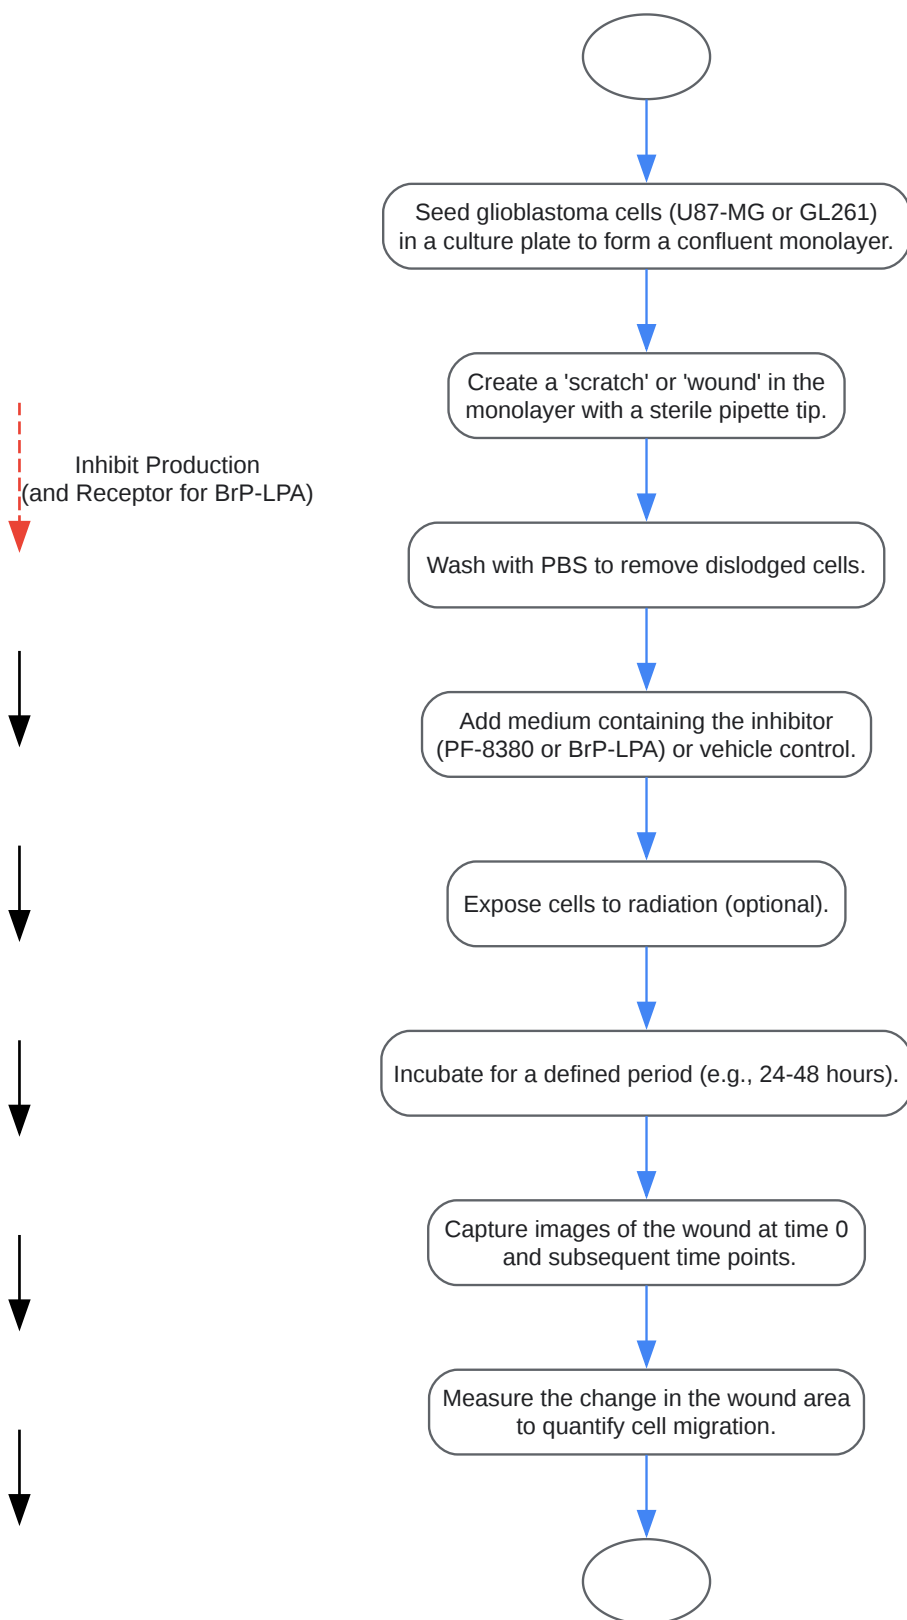 Seed glioblastoma cells (U87-MG or GL261)
in a culture plate to form a confluent monolayer.
Create a 'scratch' or 'wound' in the
monolayer with a sterile pipette tip.
Inhibit Production
(and Receptor for BrP-LPA)
Wash with PBS to remove dislodged cells.
Add medium containing the inhibitor
(PF-8380 or BrP-LPA) or vehicle control.
Expose cells to radiation (optional).
Incubate for a defined period (e.g., 24-48 hours).
Capture images of the wound at time 0
and subsequent time points.
Measure the change in the wound area
to quantify cell migration.